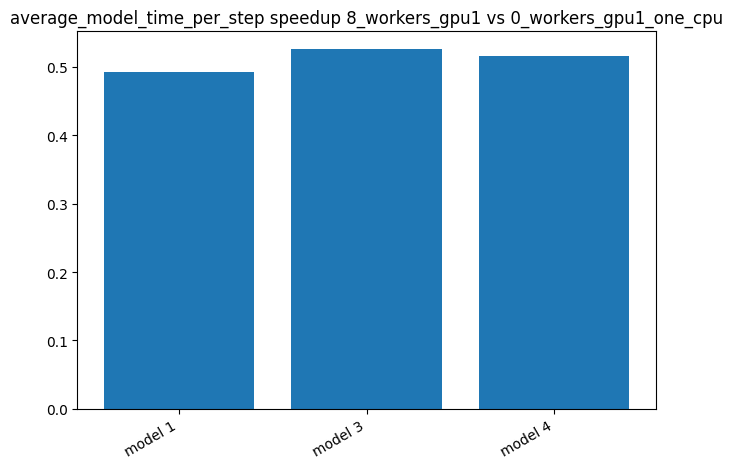 average_model_time_per_step speedup 8_workers_gpu1 vs 0_workers_gpu1_one_cpu
0.5
0.4
0.3
0.2
0.1
0.0
model 1
model 3
model 4